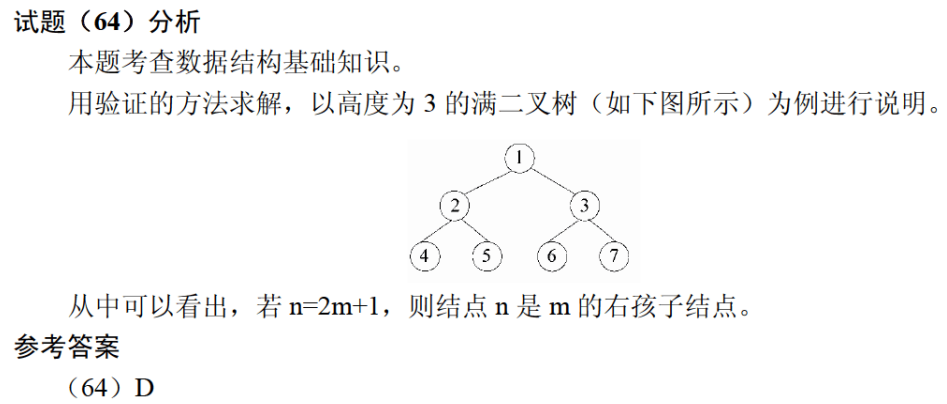 试题（64）分析
本题考查数据结构基础知识。
用验证的方法求解，以高度为 3 的满二叉树（如下图所示）为例进行说明。
1
2 3
4 5 6 7
从中可以看出，若 n=2m+1，则结点 n 是 m 的右孩子结点。
参考答案
（64）D